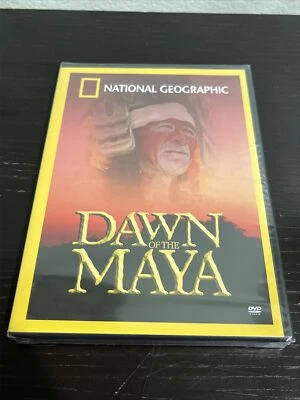 NATIONAL GEOGRAPHIC
DAWN
OF THE
MAYA
DVD